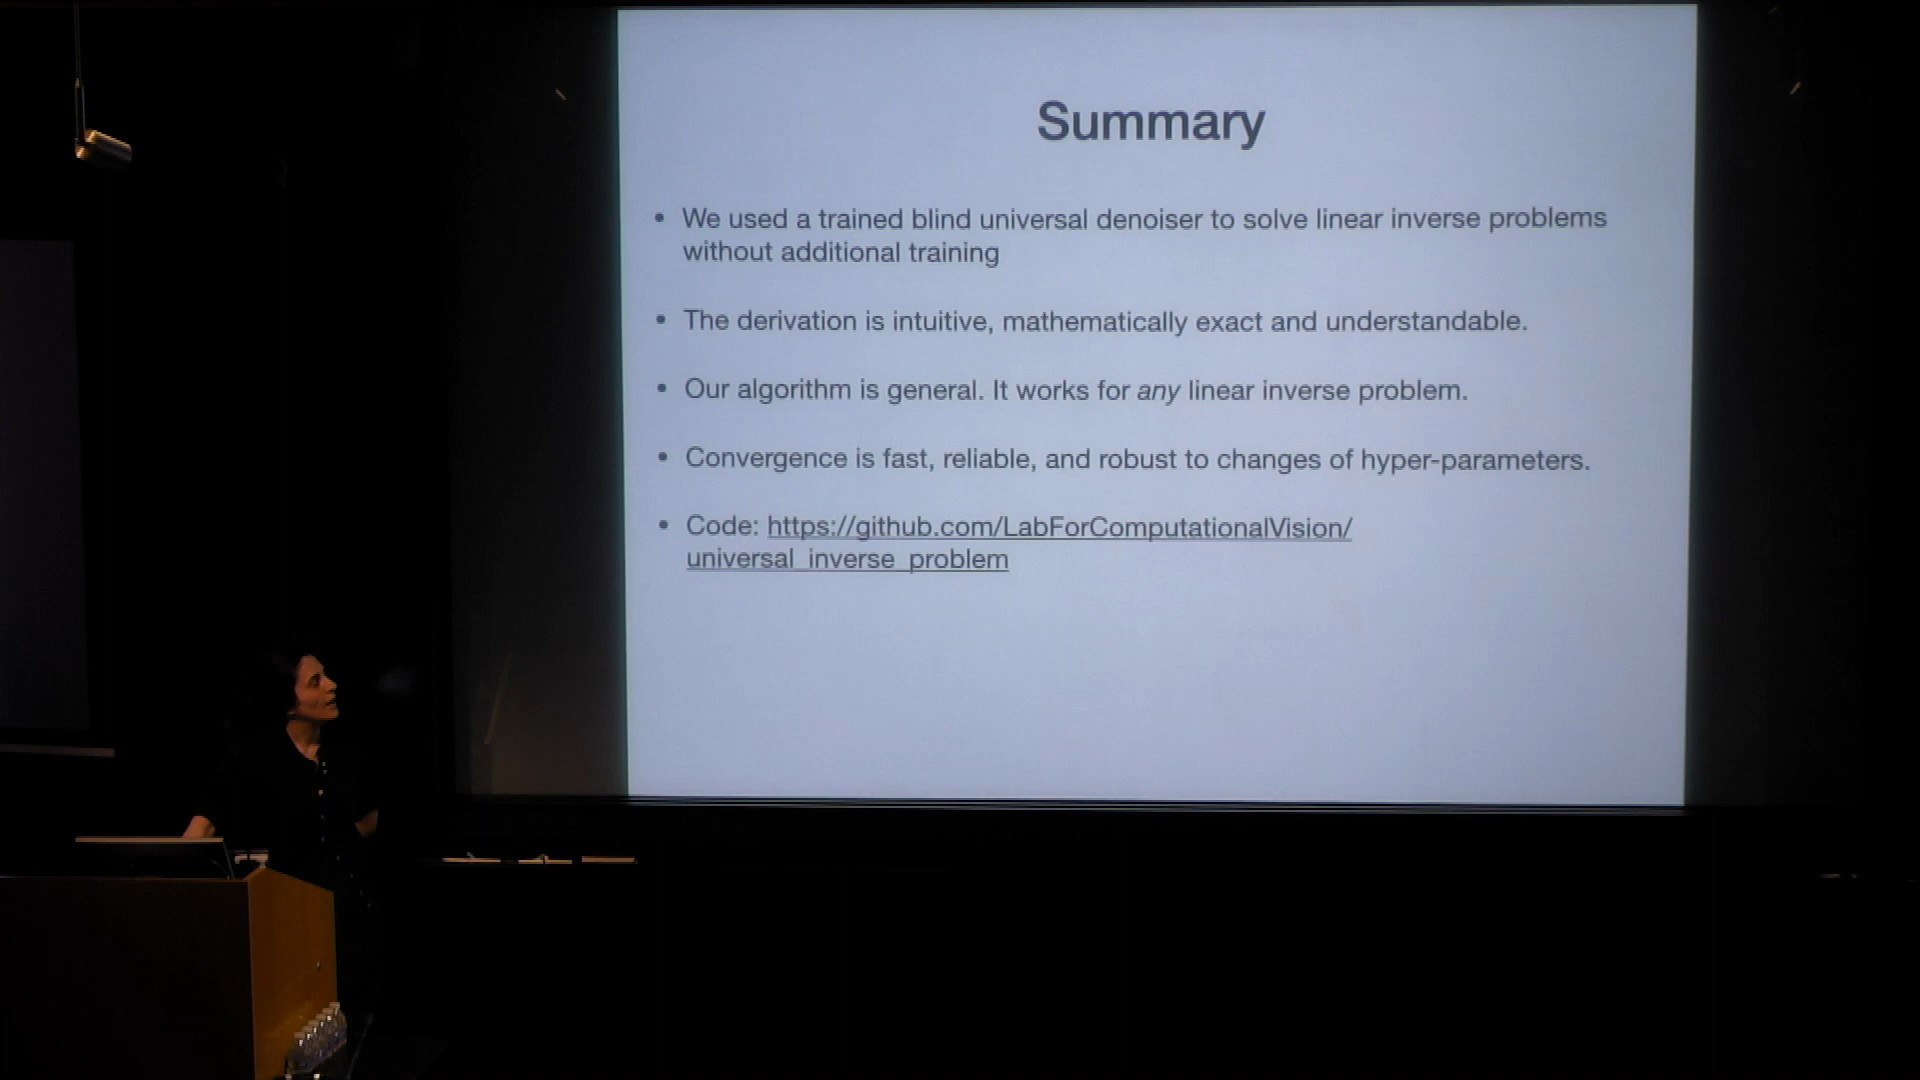 Summary
• We used a trained blind universal denoiser to solve linear inverse problems
without additional training
• The derivation is intuitive, mathematically exact and understandable.
• Our algorithm is general. It works for any linear inverse problem.
• Convergence is fast, reliable, and robust to changes of hyper-parameters.
• Code: https://github.com/LabForComputationalVision/
universal_inverse_problem